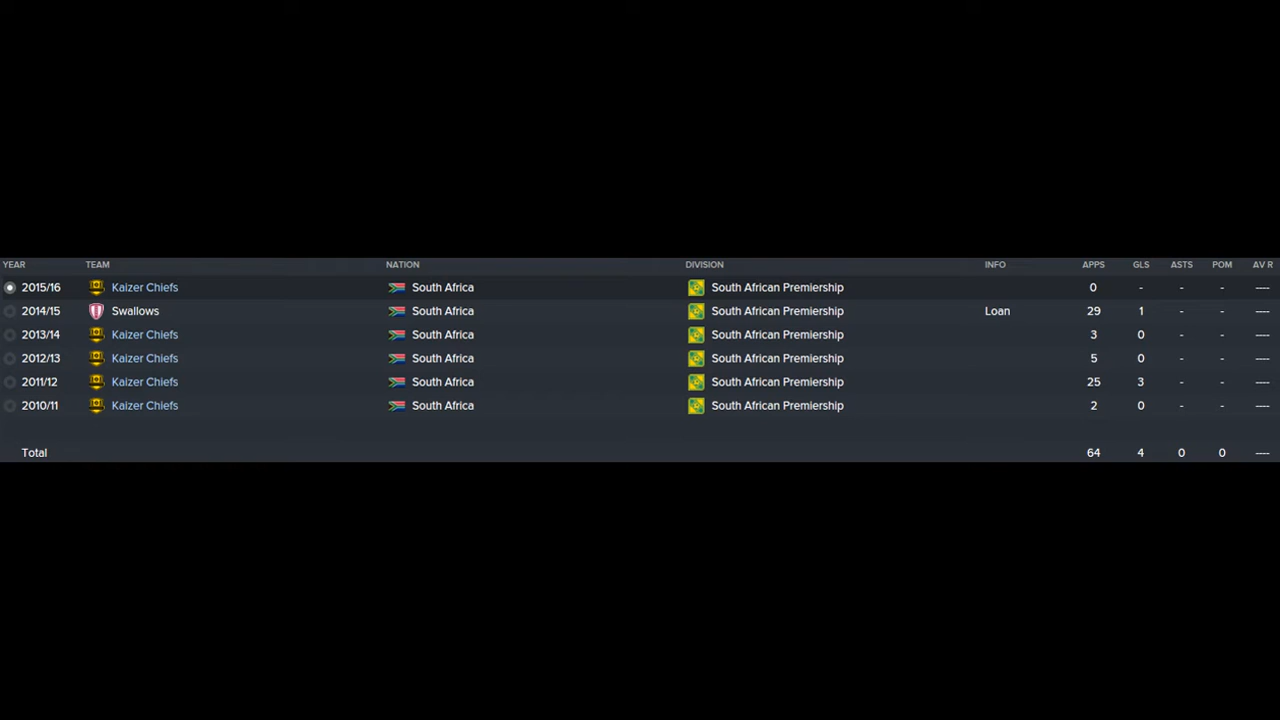 YEAR TEAM NATION DIVISION INFO APPS GLS ASTS POM AV R
2015/16 Kaizer Chiefs South Africa South African Premiership 0 - - - ----
2014/15 Swallows South Africa South African Premiership Loan 29 1 - - ----
2013/14 Kaizer Chiefs South Africa South African Premiership 3 0 - - ----
2012/13 Kaizer Chiefs South Africa South African Premiership 5 0 - - ----
2011/12 Kaizer Chiefs South Africa South African Premiership 25 3 - - ----
2010/11 Kaizer Chiefs South Africa South African Premiership 2 0 - - ----
Total 64 4 0 0 ----